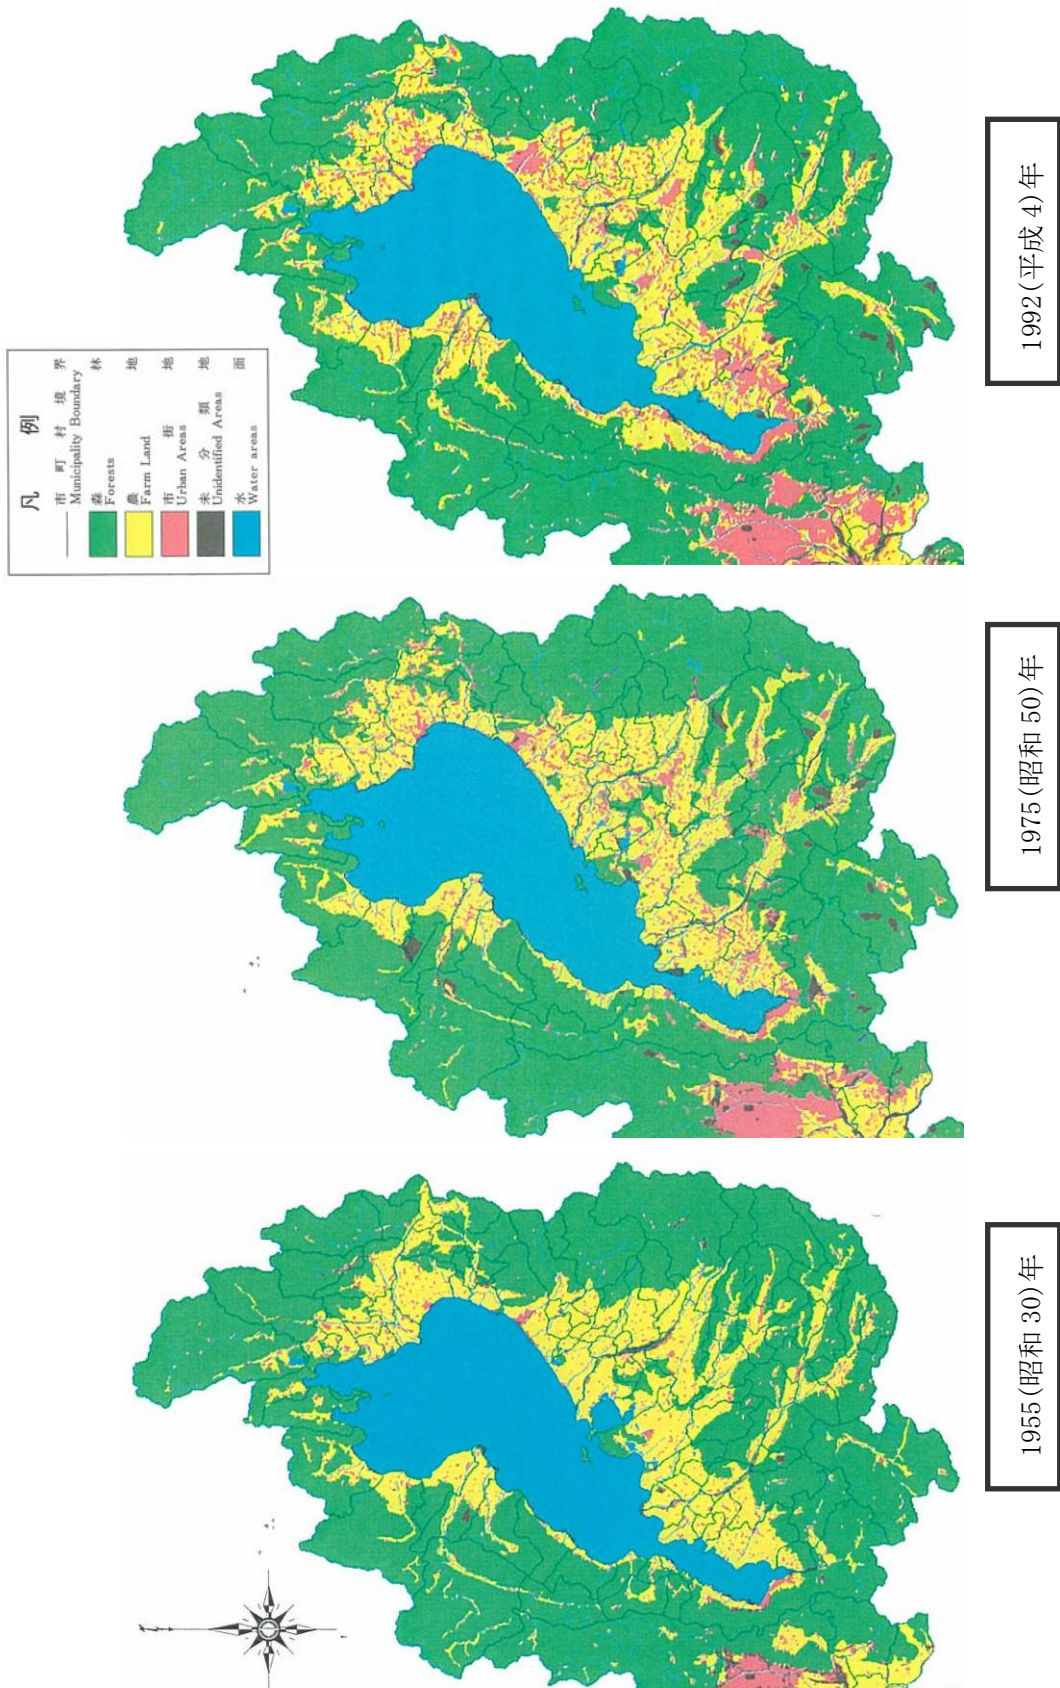 1992(平成 4)年
凡例
市町村境界
Municipality Boundary
森林
Forests
農地
Farm Land
市街地
Urban Areas
未分類地
Unidentified Areas
水面
Water areas
1975(昭和 50)年
1955(昭和 30)年